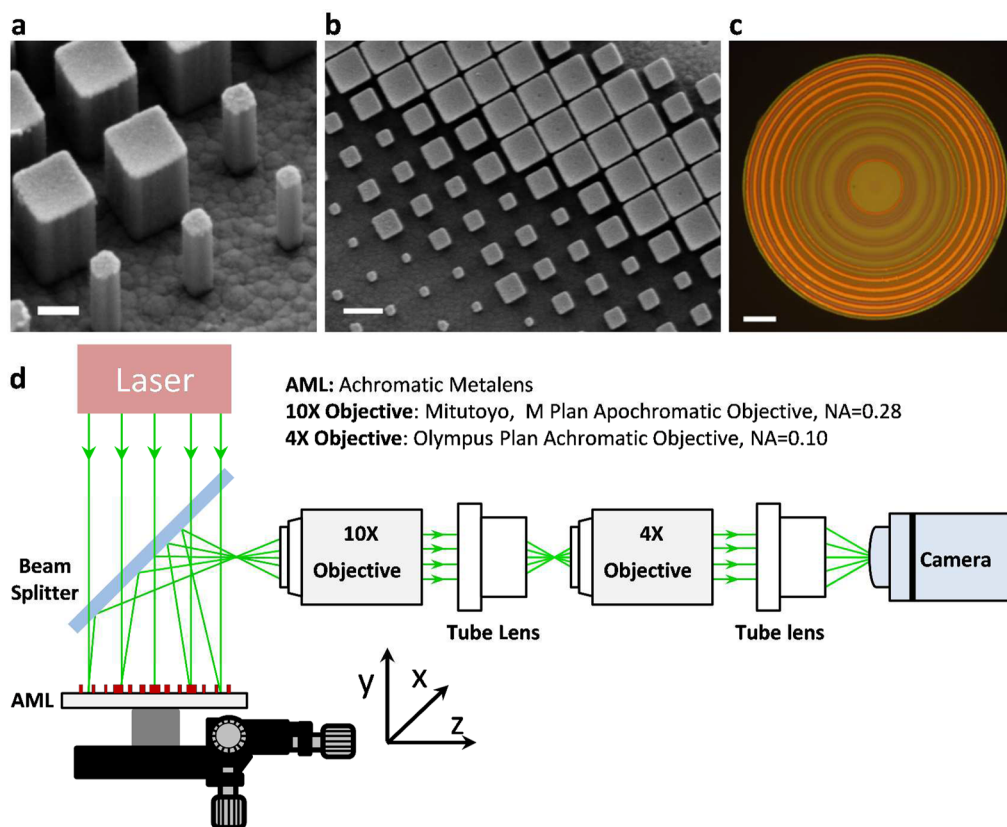 a
b
c
d
Laser
AML: Achromatic Metalens
10X Objective: Mitutoyo, M Plan Apochromatic Objective, NA=0.28
4X Objective: Olympus Plan Achromatic Objective, NA=0.10
Beam
Splitter
10X
Objective
4X
Objective
Camera
Tube Lens
Tube lens
AML
y
x
z